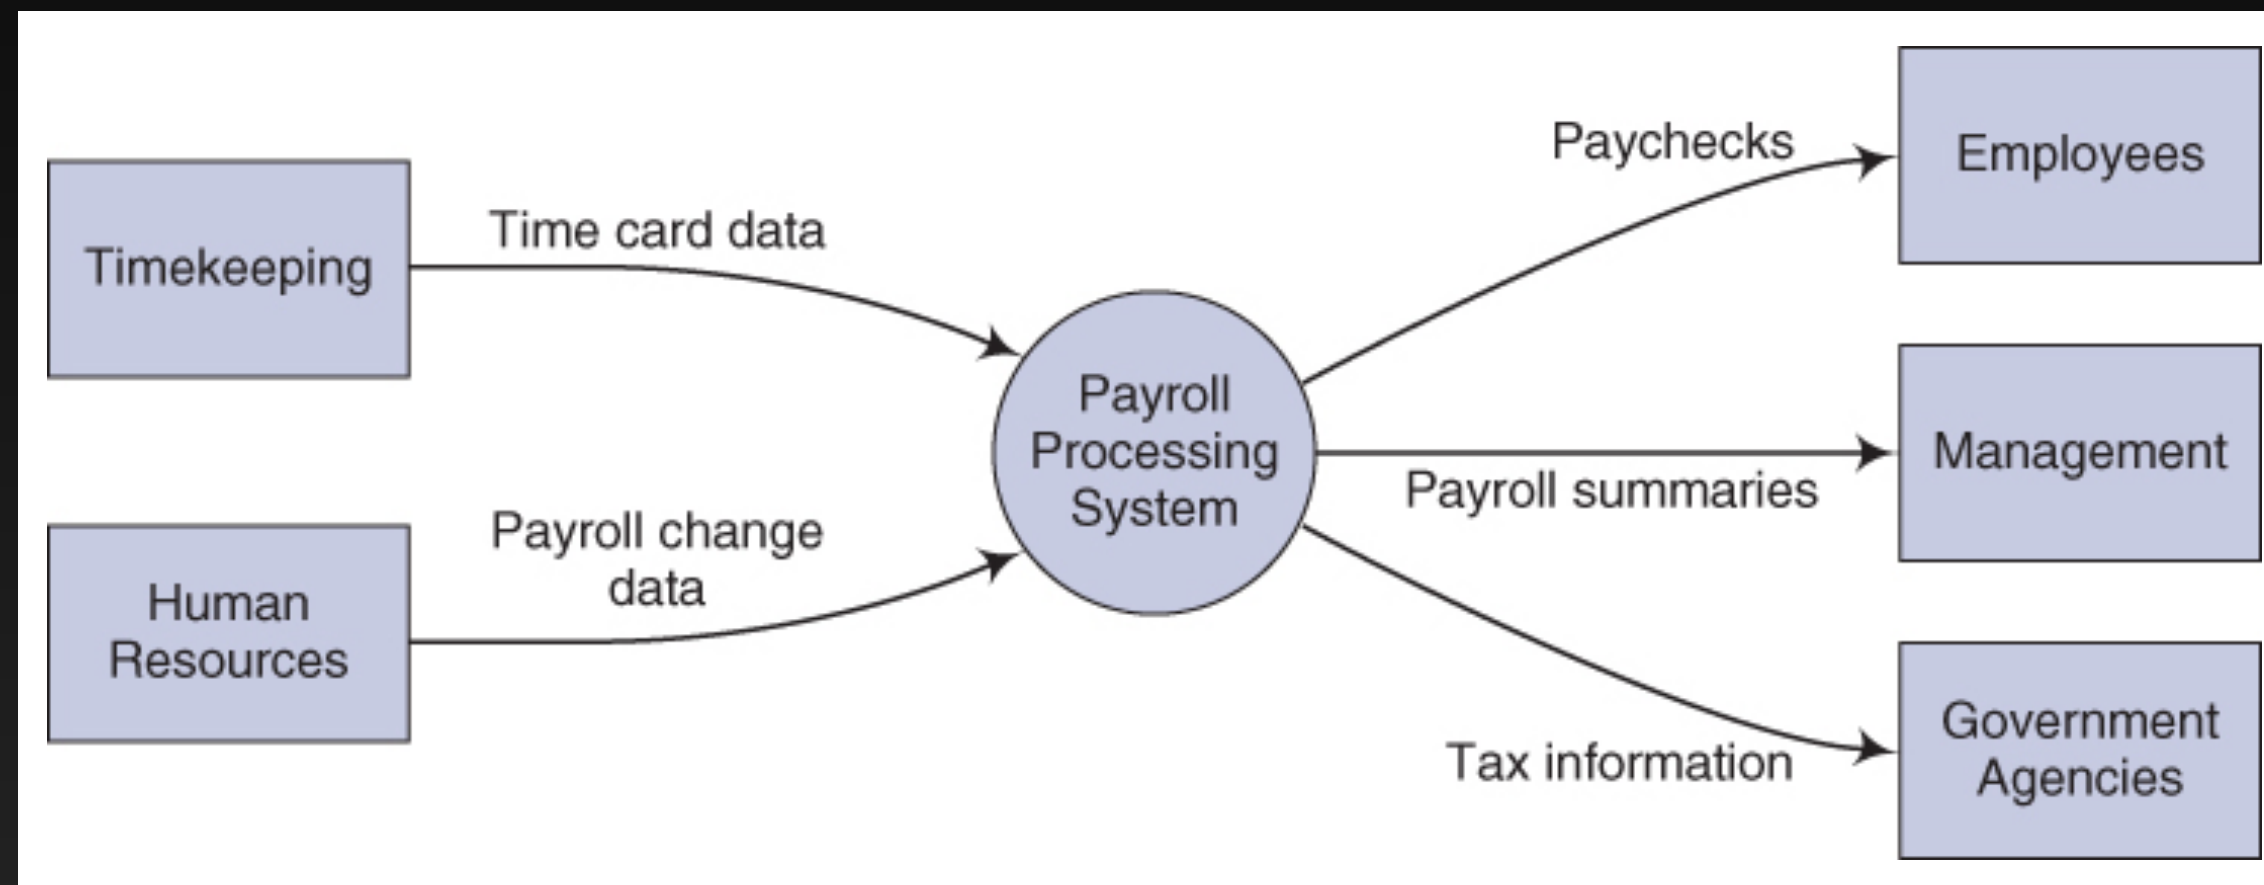 Timekeeping
Time card data
Human
Resources
Payroll change
data
Payroll
Processing
System
Paychecks
Employees
Payroll summaries
Management
Tax information
Government
Agencies